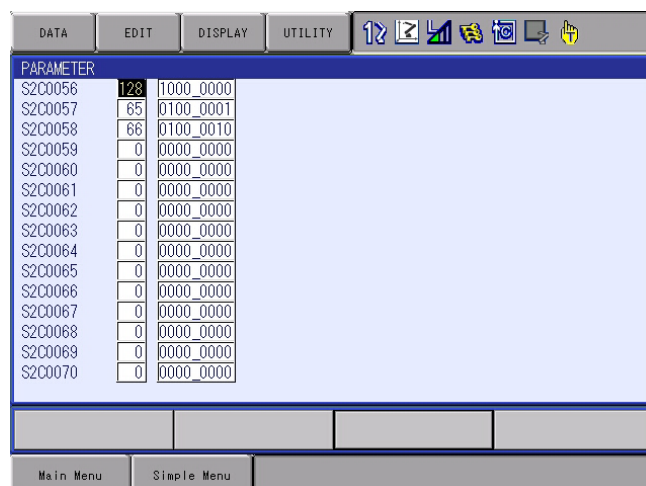 DATA EDIT DISPLAY UTILITY
PARAMETER
S2C0056 128 1000_0000
S2C0057 65 0100_0001
S2C0058 66 0100_0010
S2C0059 0 0000_0000
S2C0060 0 0000_0000
S2C0061 0 0000_0000
S2C0062 0 0000_0000
S2C0063 0 0000_0000
S2C0064 0 0000_0000
S2C0065 0 0000_0000
S2C0066 0 0000_0000
S2C0067 0 0000_0000
S2C0068 0 0000_0000
S2C0069 0 0000_0000
S2C0070 0 0000_0000
Main Menu Simple Menu